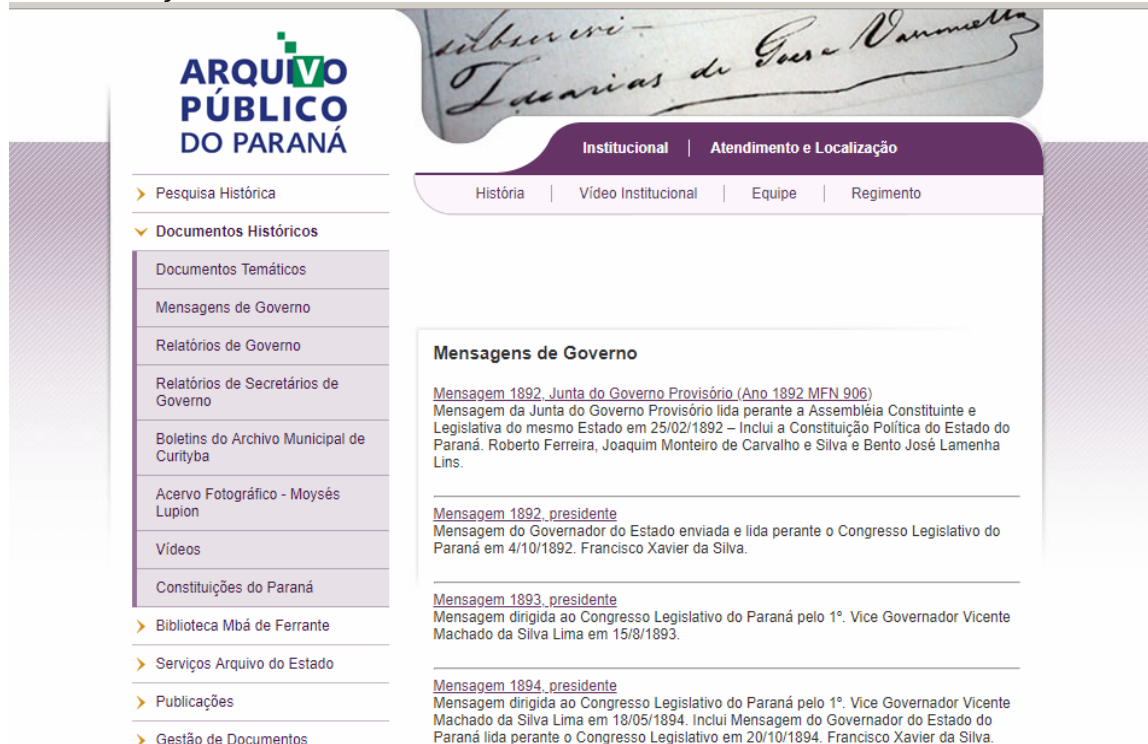 subscrevi-
Zacarias de Goes e Vasconcellos
ARQUIVO
PÚBLICO
DO PARANÁ
Institucional | Atendimento e Localização
História | Vídeo Institucional | Equipe | Regimento
Pesquisa Histórica
Documentos Históricos
Documentos Temáticos
Mensagens de Governo
Relatórios de Governo
Relatórios de Secretários de
Governo
Boletins do Archivo Municipal de
Curityba
Acervo Fotográfico - Moysés
Lupion
Vídeos
Constituições do Paraná
Biblioteca Mbá de Ferrante
Serviços Arquivo do Estado
Publicações
Gestão de Documentos
Mensagens de Governo
Mensagem 1892, Junta do Governo Provisório (Ano 1892 MFN 906)
Mensagem da Junta do Governo Provisório lida perante a Assembléia Constituinte e
Legislativa do mesmo Estado em 25/02/1892 – Inclui a Constituição Política do Estado do
Paraná. Roberto Ferreira, Joaquim Monteiro de Carvalho e Silva e Bento José Lamenha
Lins.
Mensagem 1892, presidente
Mensagem do Governador do Estado enviada e lida perante o Congresso Legislativo do
Paraná em 4/10/1892. Francisco Xavier da Silva.
Mensagem 1893, presidente
Mensagem dirigida ao Congresso Legislativo do Paraná pelo 1º. Vice Governador Vicente
Machado da Silva Lima em 15/8/1893.
Mensagem 1894, presidente
Mensagem dirigida ao Congresso Legislativo do Paraná pelo 1º. Vice Governador Vicente
Machado da Silva Lima em 18/05/1894. Inclui Mensagem do Governador do Estado do
Paraná lida perante o Congresso Legislativo em 20/10/1894. Francisco Xavier da Silva.